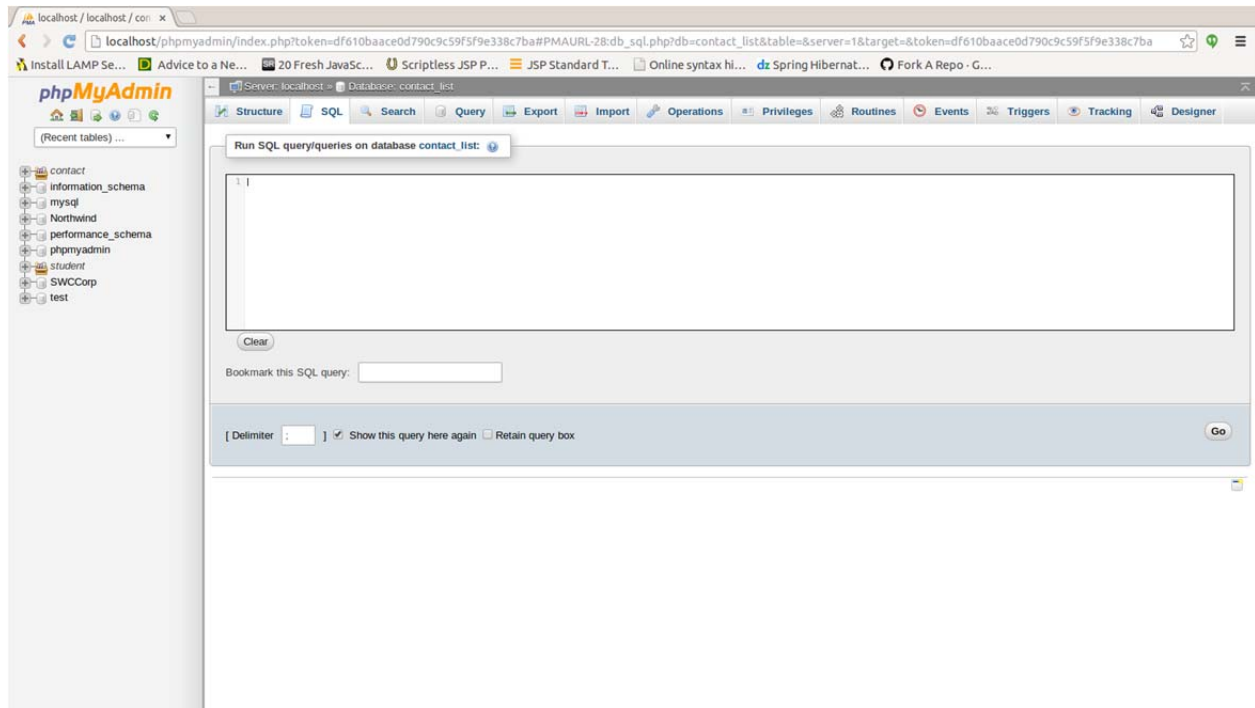 localhost / localhost / con
localhost/phpmyadmin/index.php?token=df610baace0d790c9c59f5f9e338c7ba#PMAURL-28:db_sql.php?db=contact_list&table=&server=1&target=&token=df610baace0d790c9c59f5f9e338c7ba
Install LAMP Se... Advice to a Ne... 20 Fresh JavaSc... Scriptless JSP P... JSP Standard T... Online syntax hi... dz Spring Hibernat... Fork A Repo · G...
phpMyAdmin
(Recent tables) ...
contact
information_schema
mysql
Northwind
performance_schema
phpmyadmin
student
SWCCorp
test
Server: localhost » Database: contact_list
Structure SQL Search Query Export Import Operations Privileges Routines Events Triggers Tracking Designer
Run SQL query/queries on database contact_list:
1
Clear
Bookmark this SQL query:
[ Delimiter ; ] Show this query here again Retain query box
Go